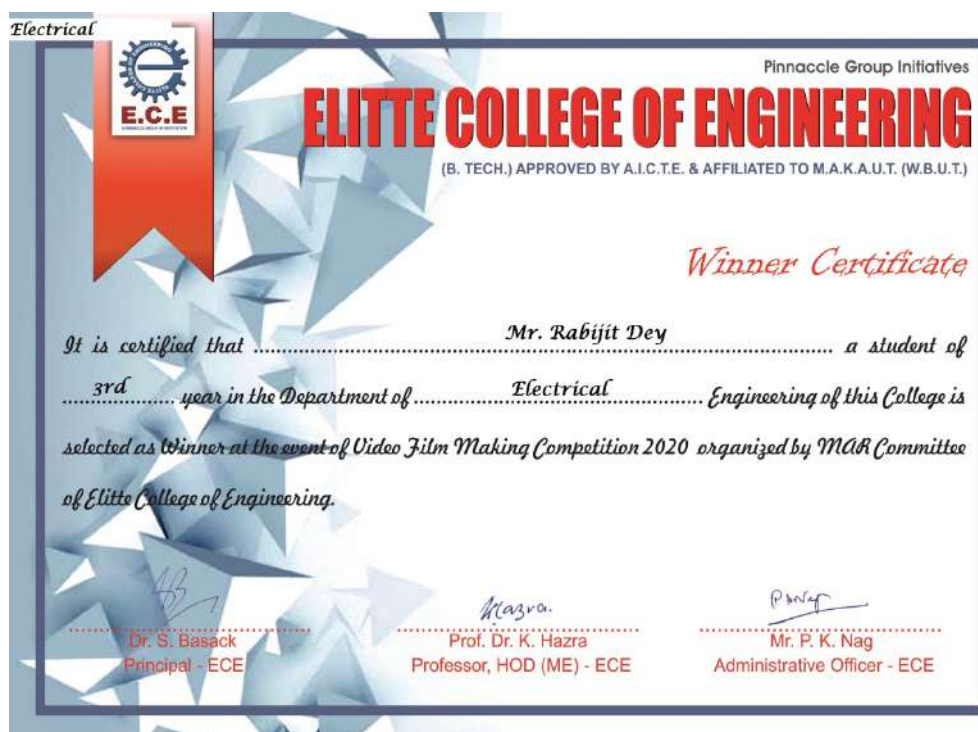 Electrical
E.C.E
Pinnaccle Group Initiatives
ELITTE COLLEGE OF ENGINEERING
(B. TECH.) APPROVED BY A.I.C.T.E. & AFFILIATED TO M.A.K.A.U.T. (W.B.U.T.)
Winner Certificate
It is certified that Mr. Rabijit Dey a student of
3rd year in the Department of Electrical Engineering of this College is
selected as Winner at the event of Video Film Making Competition 2020 organized by MAR Committee
of Elitte College of Engineering.
Hazra.
Dr. S. Basack Prof. Dr. K. Hazra Mr. P. K. Nag
Principal - ECE Professor, HOD (ME) - ECE Administrative Officer - ECE